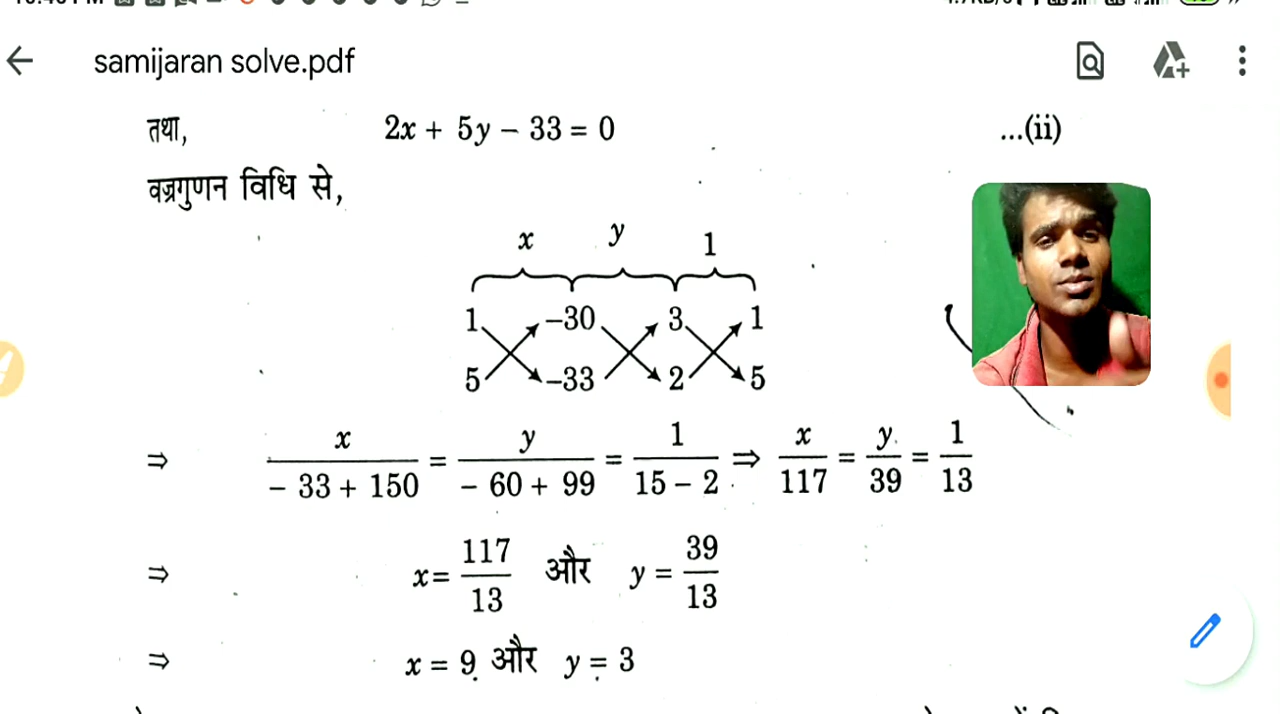 samijaran solve.pdf
तथा, 2x + 5y – 33 = 0 ...(ii)
वज्रगुणन विधि से,
x y 1
1 –30 3 1
5 –33 2 5
⇒ x/(– 33 + 150) = y/(– 60 + 99) = 1/(15 – 2) ⇒ x/117 = y/39 = 1/13
⇒ x = 117/13 और y = 39/13
⇒ x = 9 और y = 3